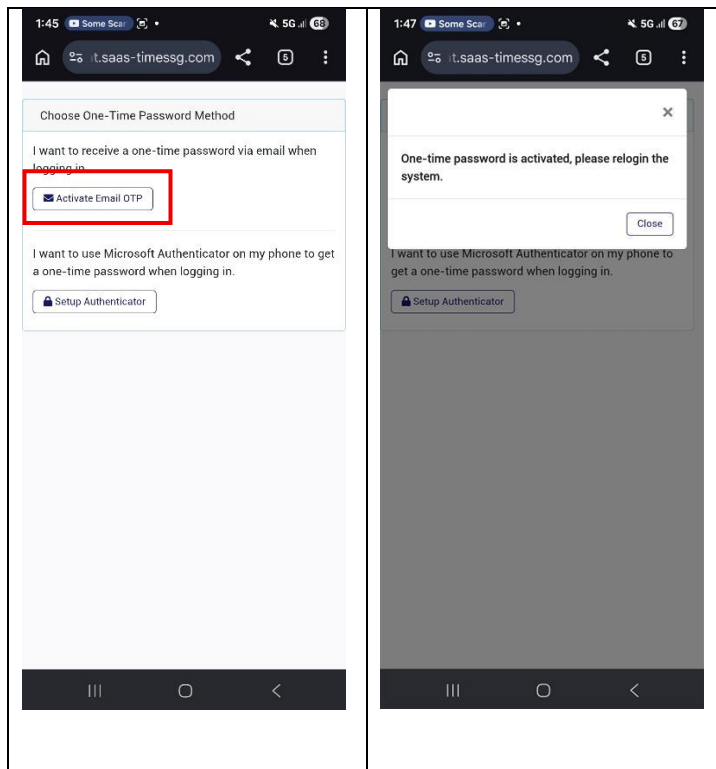 1:45 Some Scar
5G 68
t.saas-timessg.com 5
Choose One-Time Password Method
I want to receive a one-time password via email when
logging in.
Activate Email OTP
I want to use Microsoft Authenticator on my phone to get
a one-time password when logging in.
Setup Authenticator
1:47 Some Scar
5G 67
t.saas-timessg.com 5
×
One-time password is activated, please relogin the
system.
Close
I want to use Microsoft Authenticator on my phone to
get a one-time password when logging in.
Setup Authenticator